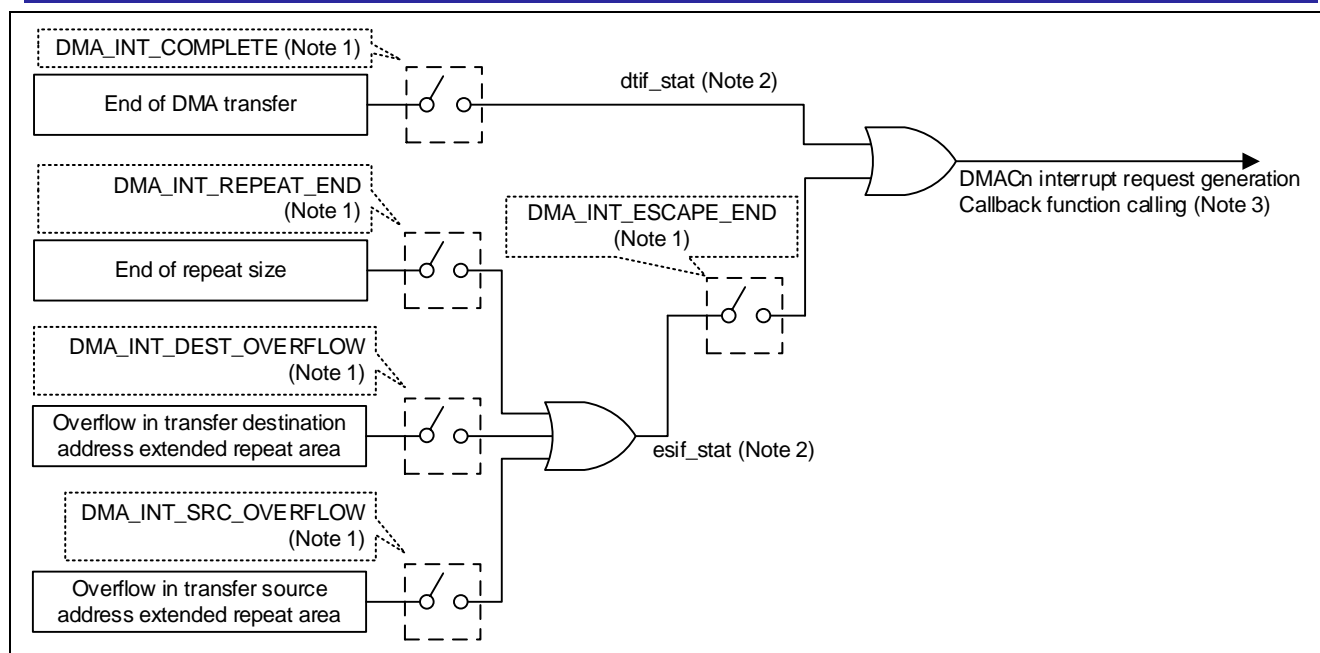 DMA_INT_COMPLETE (Note 1)
End of DMA transfer
dtif_stat (Note 2)
DMA_INT_REPEAT_END
(Note 1)
End of repeat size
DMA_INT_ESCAPE_END
(Note 1)
DMACn interrupt request generation
Callback function calling (Note 3)
DMA_INT_DEST_OVERFLOW
(Note 1)
Overflow in transfer destination
address extended repeat area
esif_stat (Note 2)
DMA_INT_SRC_OVERFLOW
(Note 1)
Overflow in transfer source
address extended repeat area